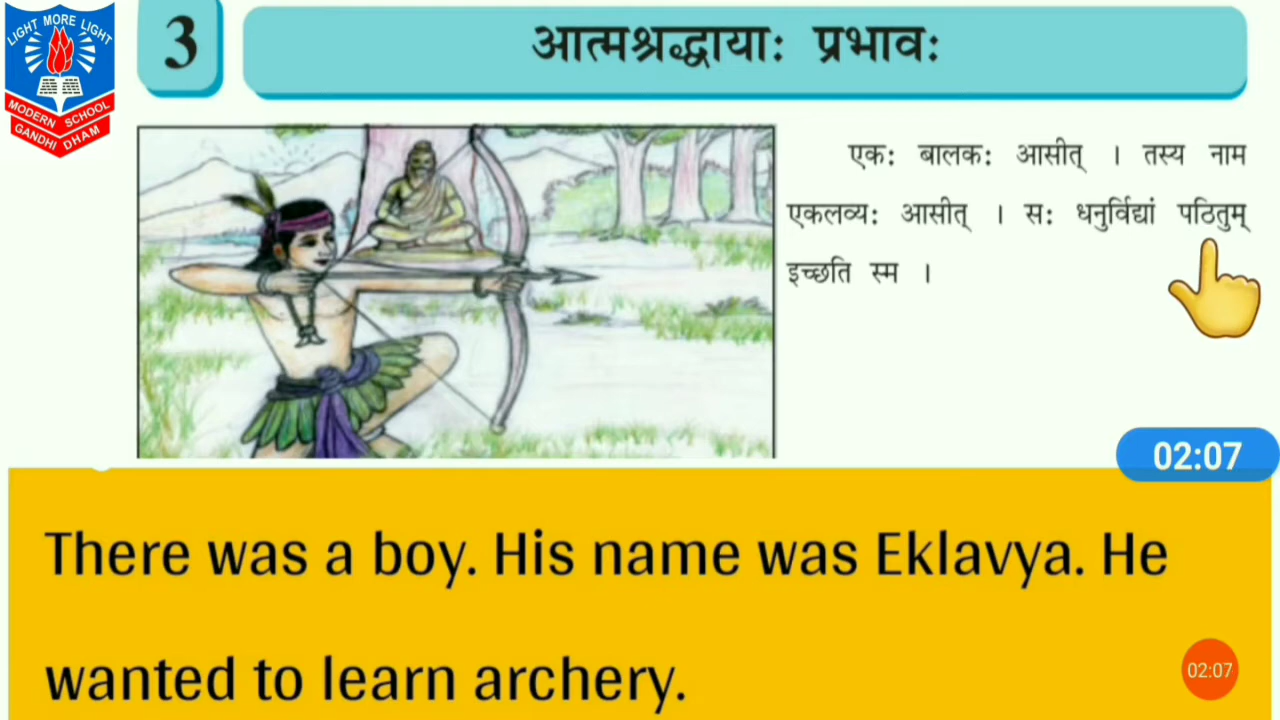 LIGHT MORE LIGHT
MODERN SCHOOL
GANDHI DHAM
3
आत्मश्रद्धायाः प्रभावः
एकः बालकः आसीत् । तस्य नाम
एकलव्यः आसीत् । सः धनुर्विद्यां पठितुम्
इच्छति स्म ।
02:07
There was a boy. His name was Eklavya. He
wanted to learn archery.
02:07